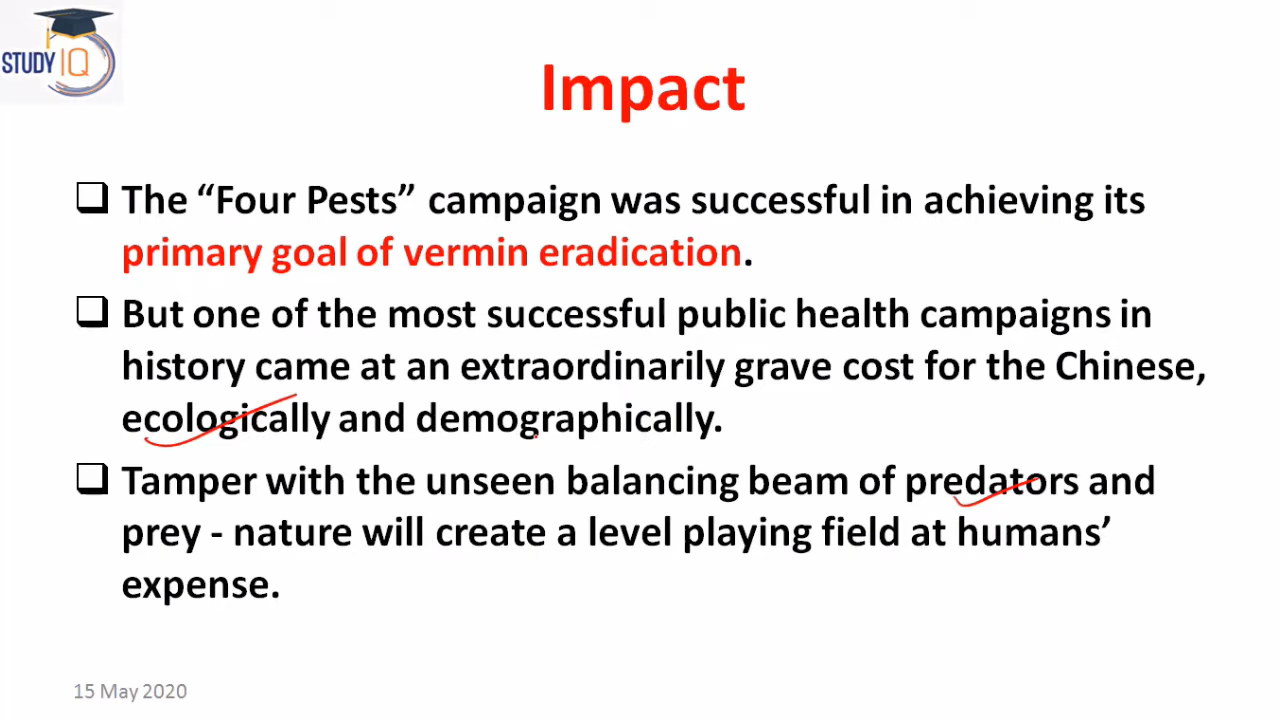 STUDY IQ
Impact
❑ The “Four Pests” campaign was successful in achieving its
primary goal of vermin eradication.
❑ But one of the most successful public health campaigns in
history came at an extraordinarily grave cost for the Chinese,
ecologically and demographically.
❑ Tamper with the unseen balancing beam of predators and
prey - nature will create a level playing field at humans’
expense.
15 May 2020